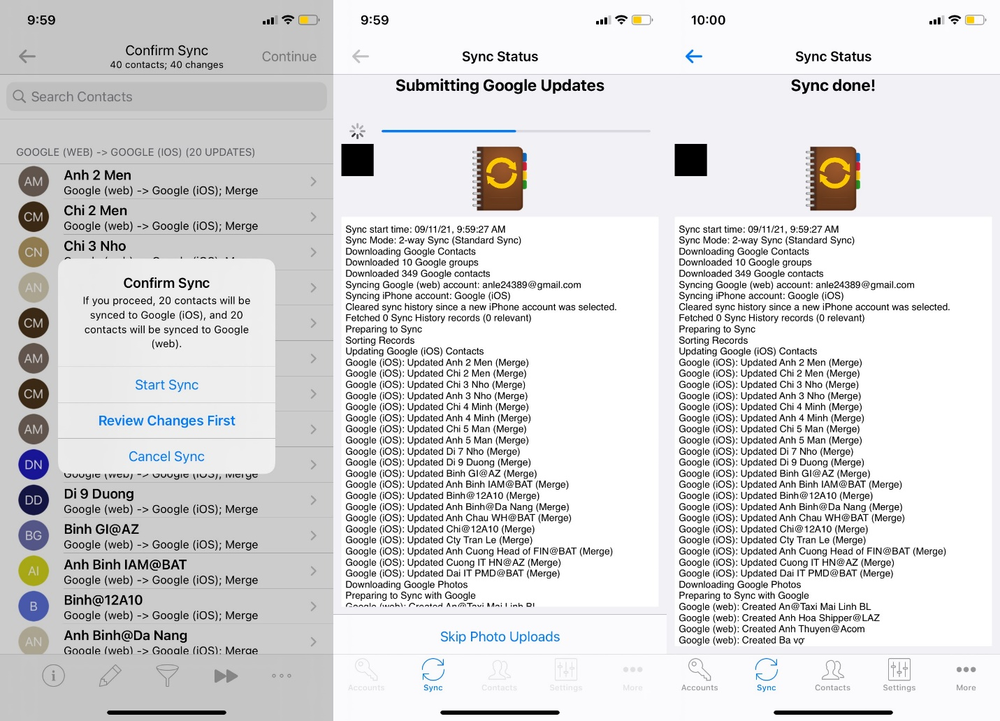 9:59
Confirm Sync
40 contacts; 40 changes
Continue
Search Contacts
GOOGLE (WEB) -> GOOGLE (IOS) (20 UPDATES)
AM
Anh 2 Men
Google (web) -> Google (iOS); Merge
CM
Chi 2 Men
Google (web) -> Google (iOS); Merge
CN
Chi 3 Nho
AN
CM
AM
CM
AM
DN
Google (web) -> Google (iOS); Merge
Confirm Sync
If you proceed, 20 contacts will be
synced to Google (iOS), and 20
contacts will be synced to Google
(web).
Start Sync
Review Changes First
Cancel Sync
DD
Di 9 Duong
Google (web) -> Google (iOS); Merge
BG
Binh GI@AZ
Google (web) -> Google (iOS); Merge
AI
Anh Binh IAM@BAT
Google (web) -> Google (iOS); Merge
B
Binh@12A10
Google (web) -> Google (iOS); Merge
AN
Anh Binh@Da Nang
Google (web) -> Google (iOS); Merge
9:59
Sync Status
Submitting Google Updates
Sync start time: 09/11/21, 9:59:27 AM
Sync Mode: 2-way Sync (Standard Sync)
Downloading Google Contacts
Downloaded 10 Google groups
Downloaded 349 Google contacts
Syncing Google (web) account: anle24389@gmail.com
Syncing iPhone account: Google (iOS)
Cleared sync history since a new iPhone account was selected.
Fetched 0 Sync History records (0 relevant)
Preparing to Sync
Sorting Records
Updating Google (iOS) Contacts
Google (iOS): Updated Anh 2 Men (Merge)
Google (iOS): Updated Chi 2 Men (Merge)
Google (iOS): Updated Chi 3 Nho (Merge)
Google (iOS): Updated Anh 3 Nho (Merge)
Google (iOS): Updated Chi 4 Minh (Merge)
Google (iOS): Updated Anh 4 Minh (Merge)
Google (iOS): Updated Chi 5 Man (Merge)
Google (iOS): Updated Anh 5 Man (Merge)
Google (iOS): Updated Di 7 Nho (Merge)
Google (iOS): Updated Di 9 Duong (Merge)
Google (iOS): Updated Binh GI@AZ (Merge)
Google (iOS): Updated Anh Binh IAM@BAT (Merge)
Google (iOS): Updated Binh@12A10 (Merge)
Google (iOS): Updated Anh Binh@Da Nang (Merge)
Google (iOS): Updated Anh Chau WH@BAT (Merge)
Google (iOS): Updated Chi@12A10 (Merge)
Google (iOS): Updated Cty Tran Le (Merge)
Google (iOS): Updated Anh Cuong Head of FIN@BAT (Merge)
Google (iOS): Updated Cuong IT HN@AZ (Merge)
Google (iOS): Updated Dai IT PMD@BAT (Merge)
Downloading Google Photos
Preparing to Sync with Google
Google (web): Created An@Taxi Mai Linh BL
Skip Photo Uploads
Accounts
Sync
Contacts
Settings
More
10:00
Sync Status
Sync done!
Sync start time: 09/11/21, 9:59:27 AM
Sync Mode: 2-way Sync (Standard Sync)
Downloading Google Contacts
Downloaded 10 Google groups
Downloaded 349 Google contacts
Syncing Google (web) account: anle24389@gmail.com
Syncing iPhone account: Google (iOS)
Cleared sync history since a new iPhone account was selected.
Fetched 0 Sync History records (0 relevant)
Preparing to Sync
Sorting Records
Updating Google (iOS) Contacts
Google (iOS): Updated Anh 2 Men (Merge)
Google (iOS): Updated Chi 2 Men (Merge)
Google (iOS): Updated Chi 3 Nho (Merge)
Google (iOS): Updated Anh 3 Nho (Merge)
Google (iOS): Updated Chi 4 Minh (Merge)
Google (iOS): Updated Anh 4 Minh (Merge)
Google (iOS): Updated Chi 5 Man (Merge)
Google (iOS): Updated Anh 5 Man (Merge)
Google (iOS): Updated Di 7 Nho (Merge)
Google (iOS): Updated Di 9 Duong (Merge)
Google (iOS): Updated Binh GI@AZ (Merge)
Google (iOS): Updated Anh Binh IAM@BAT (Merge)
Google (iOS): Updated Binh@12A10 (Merge)
Google (iOS): Updated Anh Binh@Da Nang (Merge)
Google (iOS): Updated Anh Chau WH@BAT (Merge)
Google (iOS): Updated Chi@12A10 (Merge)
Google (iOS): Updated Cty Tran Le (Merge)
Google (iOS): Updated Anh Cuong Head of FIN@BAT (Merge)
Google (iOS): Updated Cuong IT HN@AZ (Merge)
Google (iOS): Updated Dai IT PMD@BAT (Merge)
Downloading Google Photos
Preparing to Sync with Google
Google (web): Created An@Taxi Mai Linh BL
Google (web): Created Anh Hoa Shipper@LAZ
Google (web): Created Anh Thuyen@Acom
Google (web): Created Ba vợ
Accounts
Sync
Contacts
Settings
More